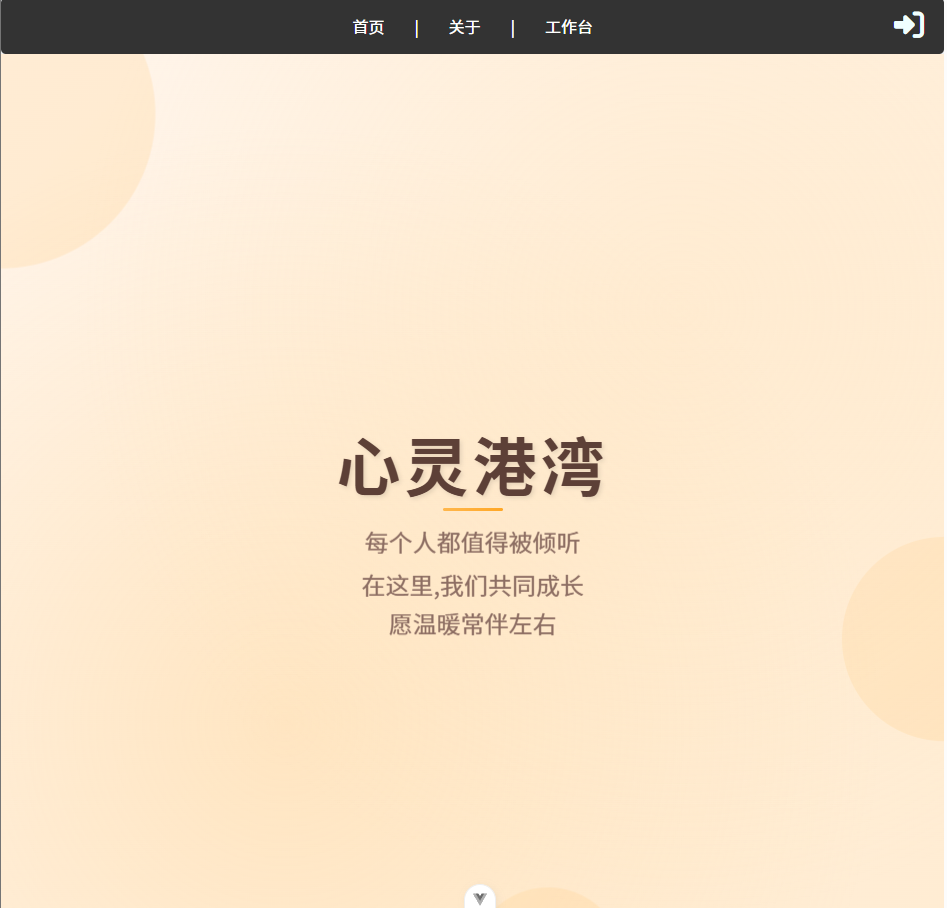 首页 | 关于 | 工作台
心灵港湾
每个人都值得被倾听
在这里,我们共同成长
愿温暖常伴左右